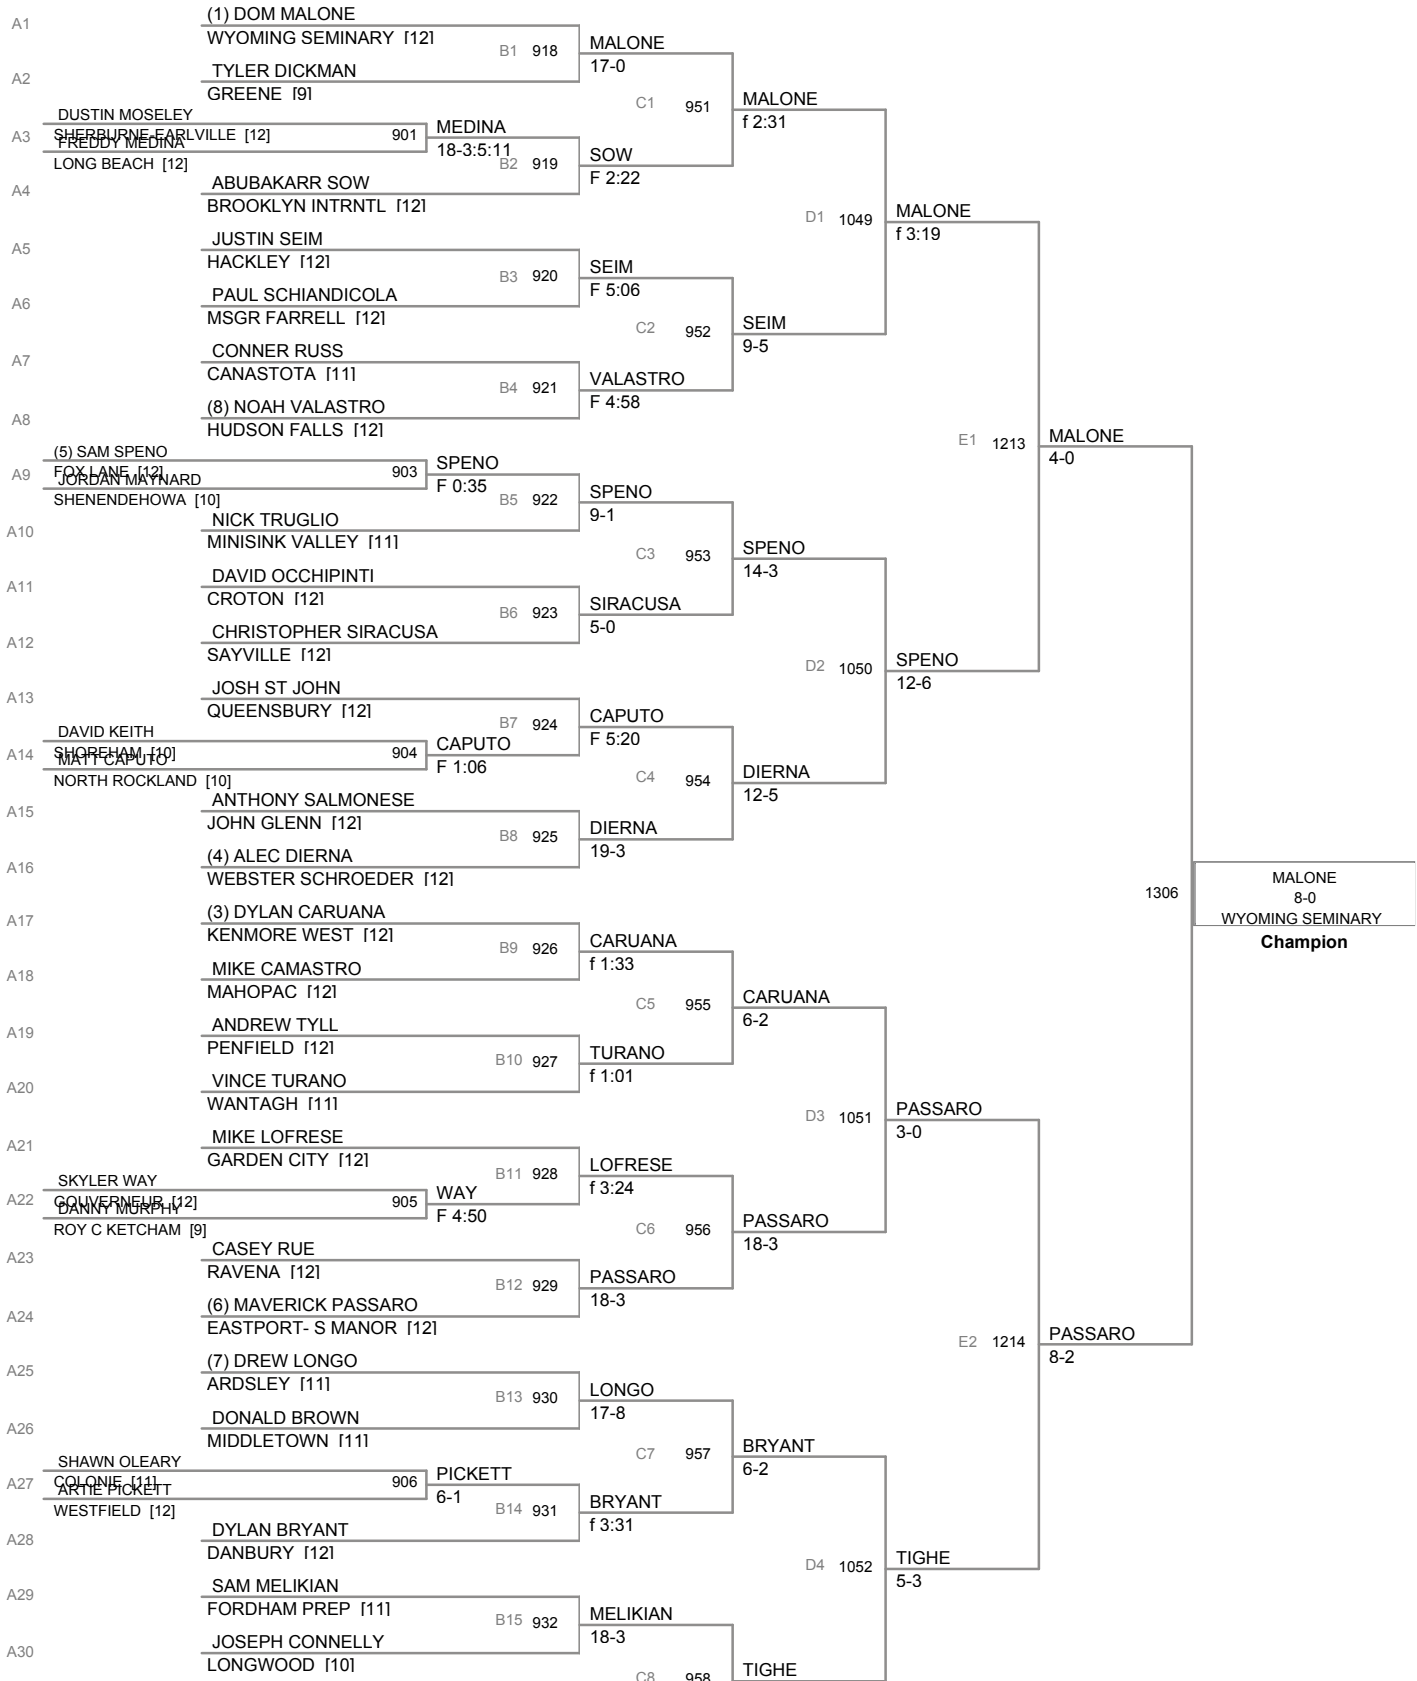 A1
(1) DOM MALONE
WYOMING SEMINARY [12]
B1 918
MALONE
17-0
A2
TYLER DICKMAN
GREENE [9]
C1 951
MALONE
f 2:31
A3
DUSTIN MOSELEY
SHERBURNE-EARLVILLE [12]
901
FREDDY MEDINA
LONG BEACH [12]
MEDINA
18-3:5:11
B2 919
SOW
F 2:22
A4
ABUBAKARR SOW
BROOKLYN INTRNTL [12]
D1 1049
MALONE
f 3:19
A5
JUSTIN SEIM
HACKLEY [12]
B3 920
SEIM
F 5:06
A6
PAUL SCHIANDICOLA
MSGR FARRELL [12]
C2 952
SEIM
9-5
A7
CONNER RUSS
CANASTOTA [11]
B4 921
VALASTRO
F 4:58
A8
(8) NOAH VALASTRO
HUDSON FALLS [12]
E1 1213
MALONE
4-0
A9
(5) SAM SPENO
FOX LANE [12]
903
JORDAN MAYNARD
SHENENDEHOWA [10]
SPENO
F 0:35
B5 922
SPENO
9-1
A10
NICK TRUGLIO
MINISINK VALLEY [11]
C3 953
SPENO
14-3
A11
DAVID OCCHIPINTI
CROTON [12]
B6 923
SIRACUSA
5-0
A12
CHRISTOPHER SIRACUSA
SAYVILLE [12]
D2 1050
SPENO
12-6
A13
JOSH ST JOHN
QUEENSBURY [12]
B7 924
CAPUTO
F 5:20
A14
DAVID KEITH
SHOREHAM [10]
904
MATT CAPUTO
NORTH ROCKLAND [10]
CAPUTO
F 1:06
C4 954
DIERNA
12-5
A15
ANTHONY SALMONESE
JOHN GLENN [12]
B8 925
DIERNA
19-3
A16
(4) ALEC DIERNA
WEBSTER SCHROEDER [12]
1306
MALONE
8-0
WYOMING SEMINARY
Champion
A17
(3) DYLAN CARUANA
KENMORE WEST [12]
B9 926
CARUANA
f 1:33
A18
MIKE CAMASTRO
MAHOPAC [12]
C5 955
CARUANA
6-2
A19
ANDREW TYLL
PENFIELD [12]
B10 927
TURANO
f 1:01
A20
VINCE TURANO
WANTAGH [11]
D3 1051
PASSARO
3-0
A21
MIKE LOFRESE
GARDEN CITY [12]
B11 928
LOFRESE
f 3:24
A22
SKYLER WAY
GOUVERNEUR [12]
905
DANNY MURPHY
ROY C KETCHAM [9]
WAY
F 4:50
C6 956
PASSARO
18-3
A23
CASEY RUE
RAVENA [12]
B12 929
PASSARO
18-3
A24
(6) MAVERICK PASSARO
EASTPORT- S MANOR [12]
E2 1214
PASSARO
8-2
A25
(7) DREW LONGO
ARDSLEY [11]
B13 930
LONGO
17-8
A26
DONALD BROWN
MIDDLETOWN [11]
C7 957
BRYANT
6-2
A27
SHAWN OLEARY
COLONIE [11]
906
ARTIE PICKETT
WESTFIELD [12]
PICKETT
6-1
B14 931
BRYANT
f 3:31
A28
DYLAN BRYANT
DANBURY [12]
D4 1052
TIGHE
5-3
A29
SAM MELIKIAN
FORDHAM PREP [11]
B15 932
MELIKIAN
18-3
A30
JOSEPH CONNELLY
LONGWOOD [10]
C8 958
TIGHE